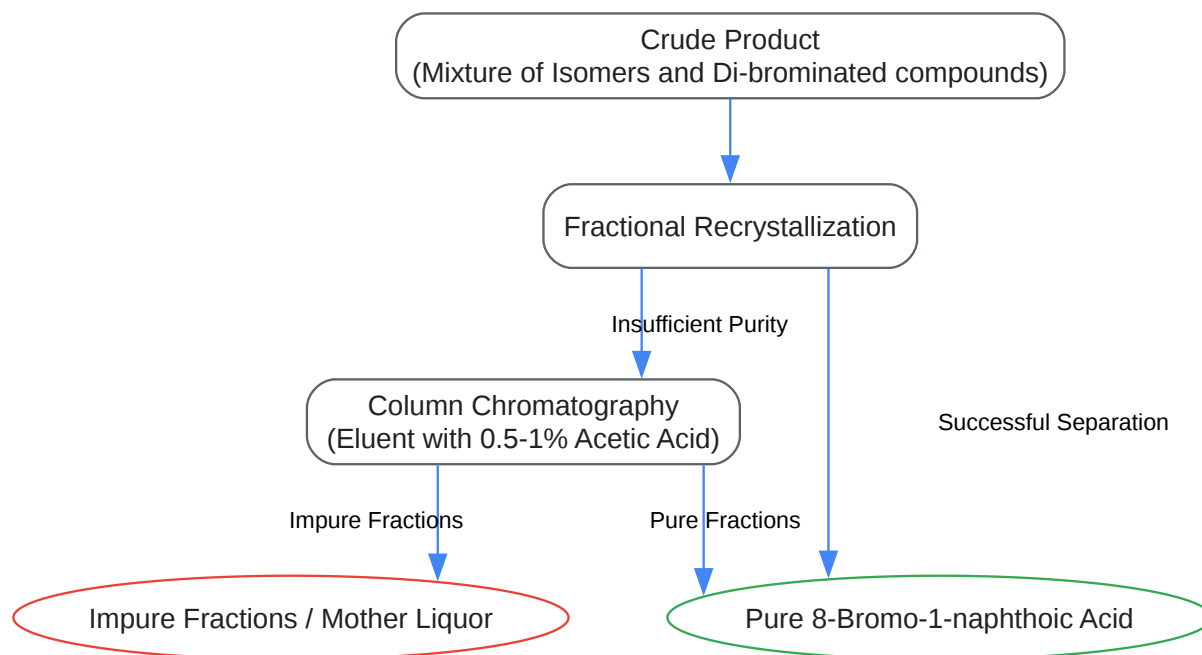 Crude Product
(Mixture of Isomers and Di-brominated compounds)
Fractional Recrystallization
Insufficient Purity
Column Chromatography
(Eluent with 0.5-1% Acetic Acid)
Successful Separation
Impure Fractions
Pure Fractions
Impure Fractions / Mother Liquor
Pure 8-Bromo-1-naphthoic Acid